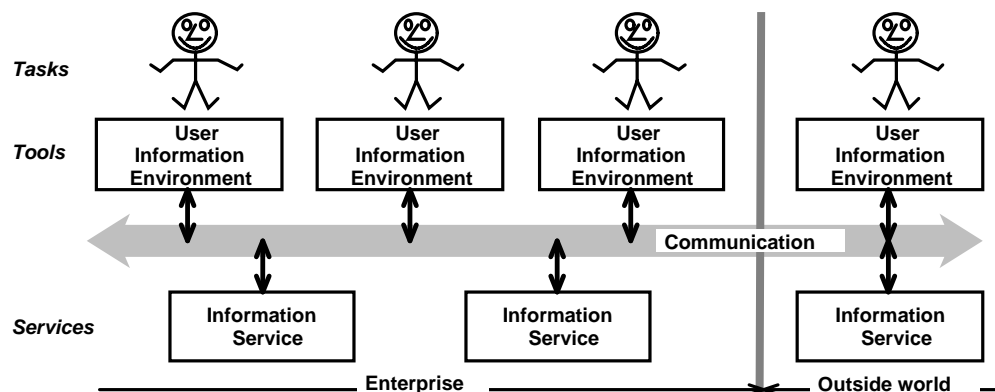 Tasks
Tools
User
Information
Environment
User
Information
Environment
User
Information
Environment
User
Information
Environment
Communication
Services
Information
Service
Information
Service
Information
Service
Enterprise
Outside world